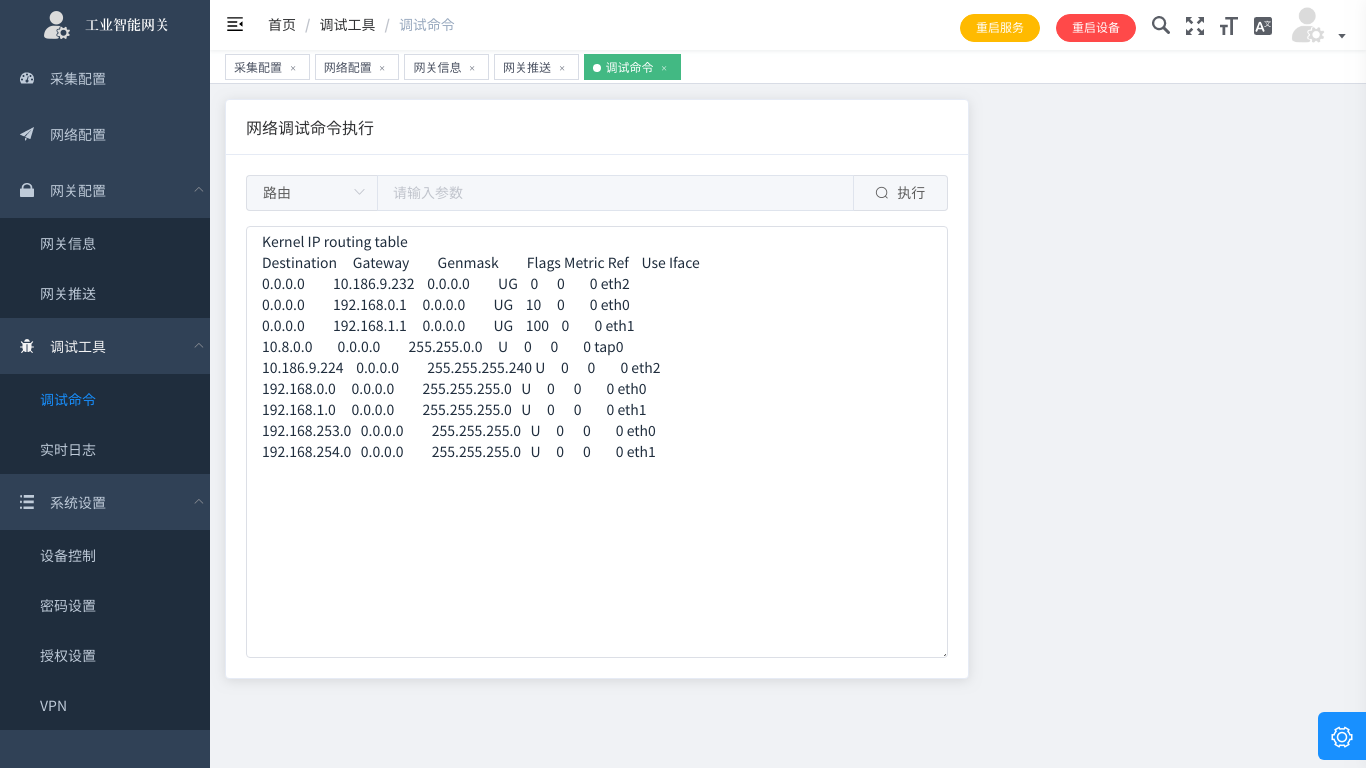 工业智能网关
首页 / 调试工具 / 调试命令
重启服务
重启设备
采集配置 ×
网络配置 ×
网关信息 ×
网关推送 ×
调试命令 ×
采集配置
网络配置
网关配置
网关信息
网关推送
调试工具
调试命令
实时日志
系统设置
设备控制
密码设置
授权设置
VPN
网络调试命令执行
路由
请输入参数
执行
Kernel IP routing table
Destination Gateway Genmask Flags Metric Ref Use Iface
0.0.0.0 10.186.9.232 0.0.0.0 UG 0 0 0 eth2
0.0.0.0 192.168.0.1 0.0.0.0 UG 10 0 0 eth0
0.0.0.0 192.168.1.1 0.0.0.0 UG 100 0 0 eth1
10.8.0.0 0.0.0.0 255.255.0.0 U 0 0 0 tap0
10.186.9.224 0.0.0.0 255.255.255.240 U 0 0 0 eth2
192.168.0.0 0.0.0.0 255.255.255.0 U 0 0 0 eth0
192.168.1.0 0.0.0.0 255.255.255.0 U 0 0 0 eth1
192.168.253.0 0.0.0.0 255.255.255.0 U 0 0 0 eth0
192.168.254.0 0.0.0.0 255.255.255.0 U 0 0 0 eth1